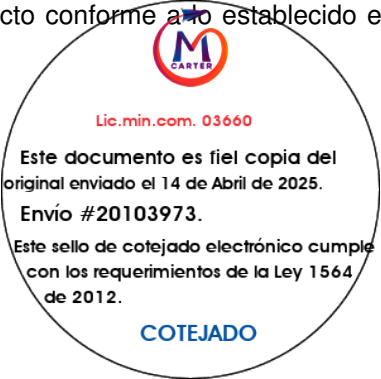 cto conforme a lo establecido e
M
CARTER
Lic.min.com. 03660
Este documento es fiel copia del
original enviado el 14 de Abril de 2025.
Envío #20103973.
Este sello de cotejado electrónico cumple
con los requerimientos de la Ley 1564
de 2012.
COTEJADO